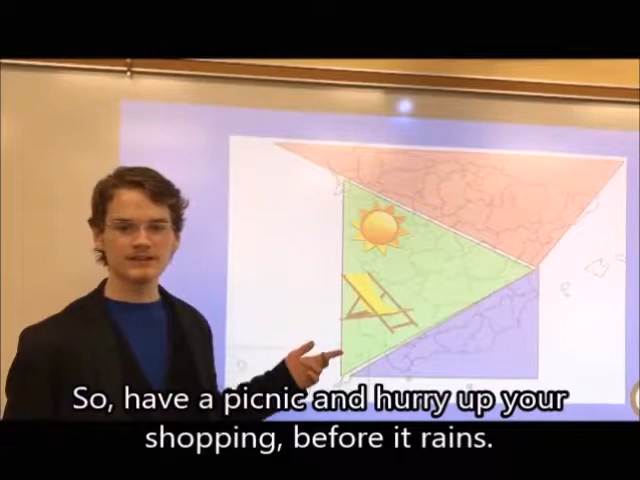 So, have a picnic and hurry up your
shopping, before it rains.